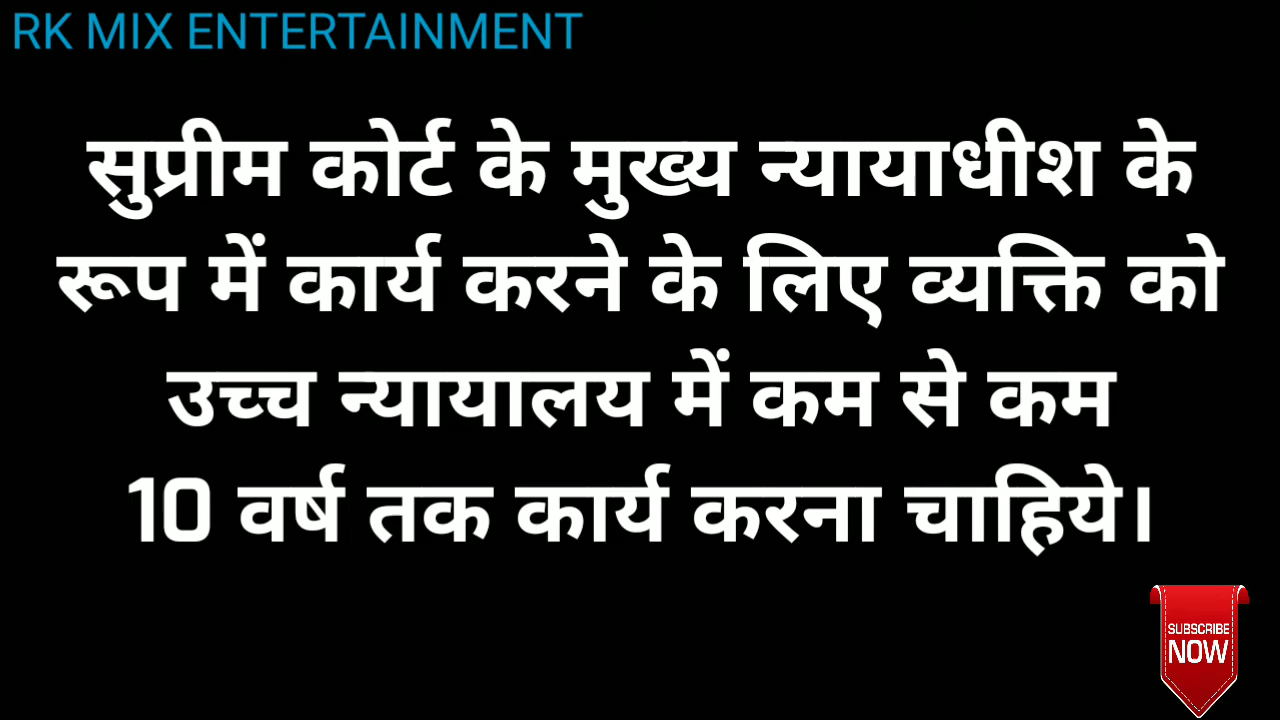 RK MIX ENTERTAINMENT
सुप्रीम कोर्ट के मुख्य न्यायाधीश के
रूप में कार्य करने के लिए व्यक्ति को
उच्च न्यायालय में कम से कम
10 वर्ष तक कार्य करना चाहिये।
SUBSCRIBE
NOW